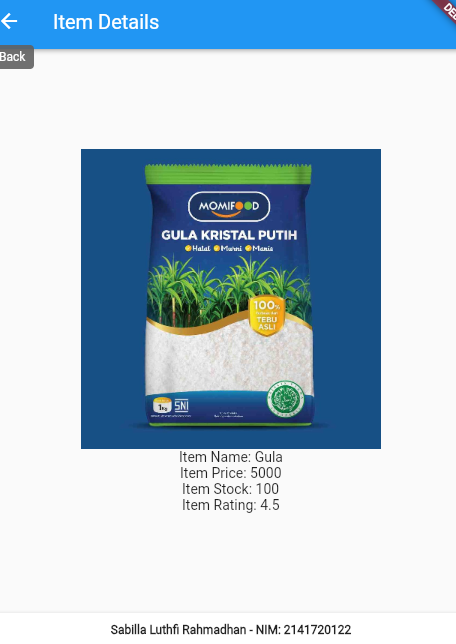 Item Details
DE
Back
MOMIFOOD
GULA KRISTAL PUTIH
Halal Murni Manis
100%
TEBU
ASLI
1Kg SNI
Item Name: Gula
Item Price: 5000
Item Stock: 100
Item Rating: 4.5
Sabilla Luthfi Rahmadhan - NIM: 2141720122